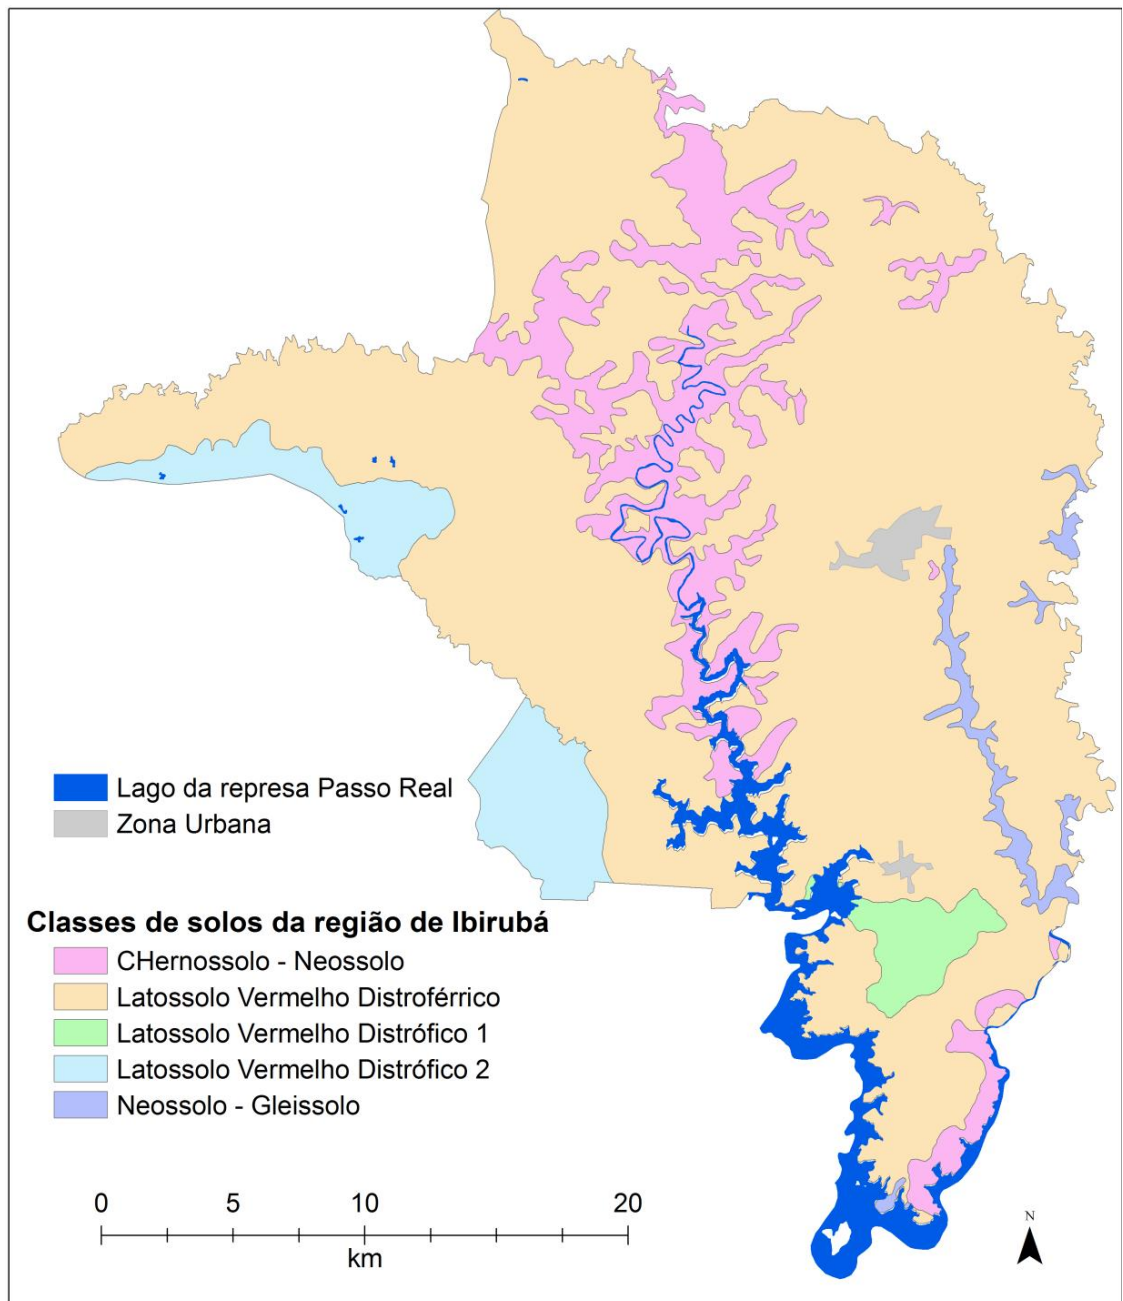 Lago da represa Passo Real
Zona Urbana
Classes de solos da região de Ibirubá
CHernossolo - Neossolo
Latossolo Vermelho Distroférrico
Latossolo Vermelho Distrófico 1
Latossolo Vermelho Distrófico 2
Neossolo - Gleissolo
0 5 10 20
km
N